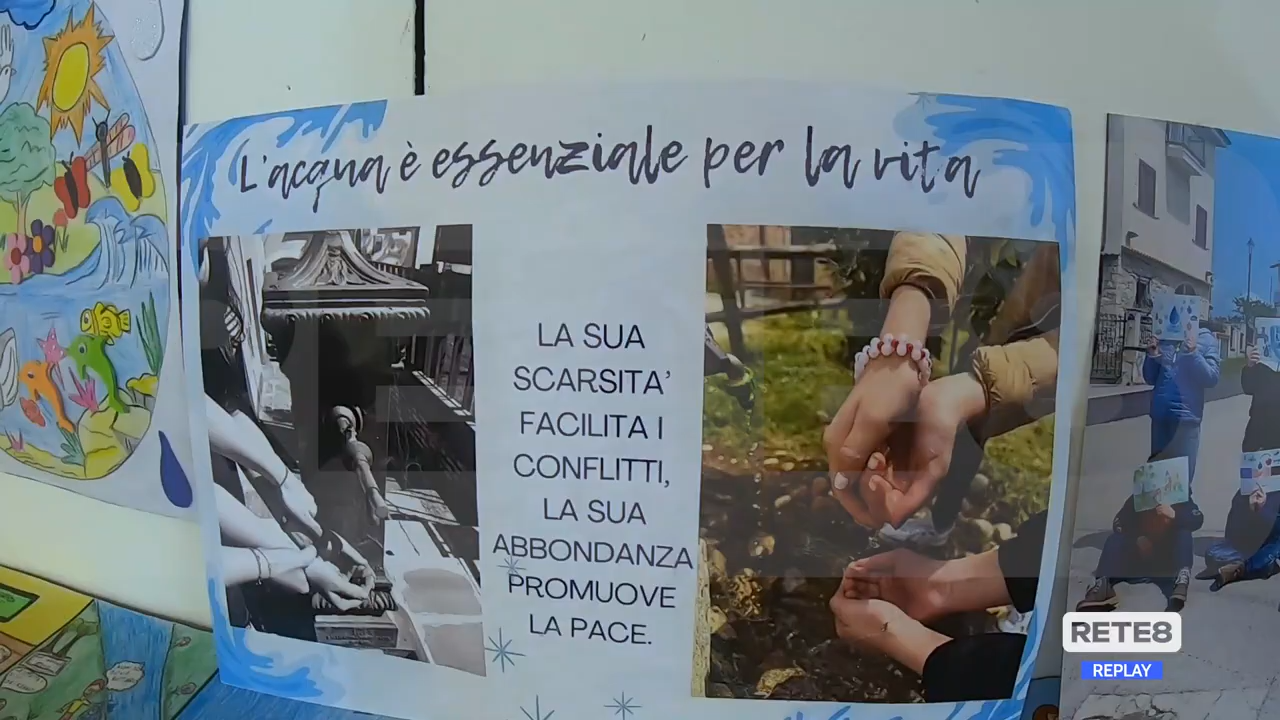 L'acqua è essenziale per la vita
LA SUA
SCARSITA'
FACILITA I
CONFLITTI,
LA SUA
ABBONDANZA
PROMUOVE
LA PACE.
RETE8
REPLAY